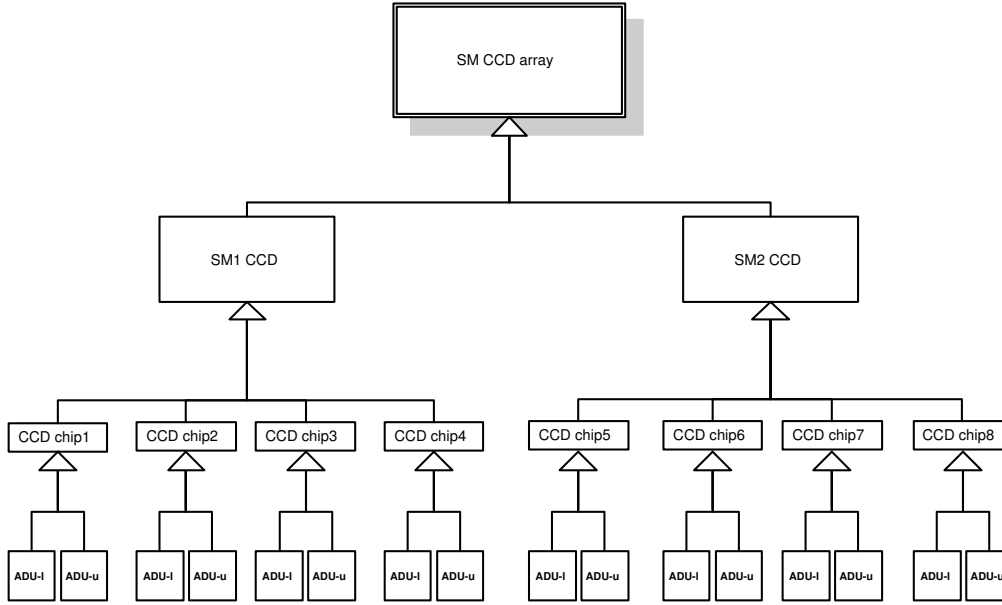 SM CCD array
SM1 CCD
SM2 CCD
CCD chip1
CCD chip2
CCD chip3
CCD chip4
CCD chip5
CCD chip6
CCD chip7
CCD chip8
ADU-l
ADU-u
ADU-l
ADU-u
ADU-l
ADU-u
ADU-l
ADU-u
ADU-l
ADU-u
ADU-l
ADU-u
ADU-l
ADU-u
ADU-l
ADU-u